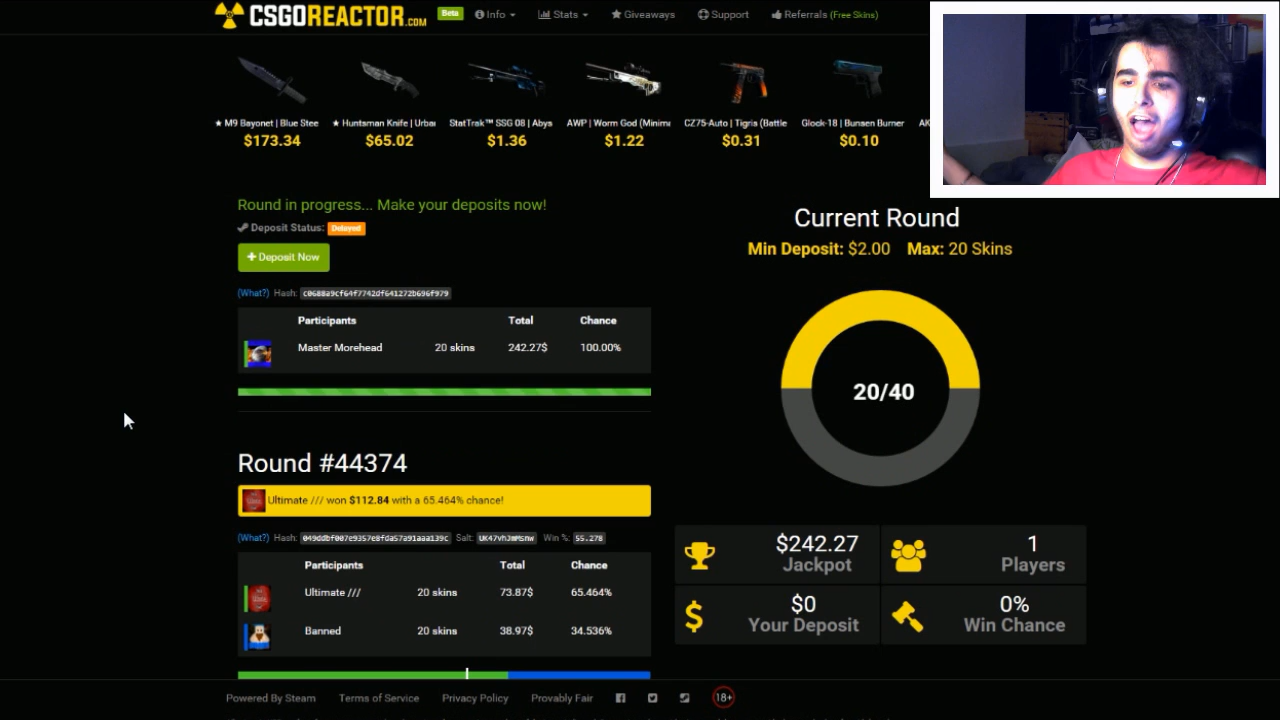 CSGOREACTOR.COM Beta Info Stats Giveaways Support Referrals (Free Skins)
★ M9 Bayonet | Blue Stee ★ Huntsman Knife | Urba StatTrak™ SSG 08 | Abys AWP | Worm God (Minim CZ75-Auto | Tigris (Battle Glock-18 | Bunsen Burner AK
$173.34 $65.02 $1.36 $1.22 $0.31 $0.10
Round in progress... Make your deposits now!
Deposit Status: Delayed
+ Deposit Now
(What?) Hash: c0688a9cf64f7742df641272b696f979
Participants Total Chance
Master Morehead 20 skins 242.27$ 100.00%
Round #44374
Ultimate /// won $112.84 with a 65.464% chance!
(What?) Hash: 049ddbf007e9357e8fda57a91aaa139c Salt: Win %: 55.278
Participants Total Chance
Ultimate /// 20 skins 73.87$ 65.464%
Banned 20 skins 38.97$ 34.536%
Current Round
Min Deposit: $2.00 Max: 20 Skins
20/40
$242.27
Jackpot
1
Players
$0
Your Deposit
0%
Win Chance
Powered By Steam Terms of Service Privacy Policy Provably Fair 18+